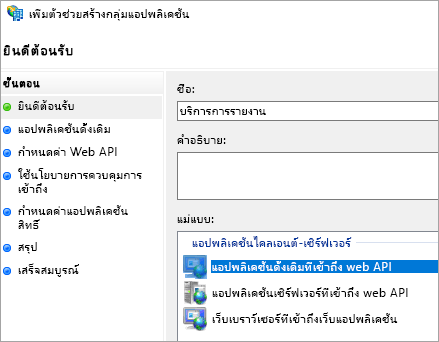 เพิ่มตัวช่วยสร้างกลุ่มแอปพลิเคชัน
ยินดีต้อนรับ
ขั้นตอน
ยินดีต้อนรับ
แอปพลิเคชันดั้งเดิม
กำหนดค่า Web API
ใช้นโยบายการควบคุมการ
เข้าถึง
กำหนดค่าแอปพลิเคชัน
สิทธิ์
สรุป
เสร็จสมบูรณ์
ชื่อ:
บริการการรายงาน
คำอธิบาย:
แม่แบบ:
แอปพลิเคชันไคลเอนต์-เซิร์ฟเวอร์
แอปพลิเคชันดั้งเดิมที่เข้าถึง web API
แอปพลิเคชันเซิร์ฟเวอร์ที่เข้าถึง web API
เว็บเบราว์เซอร์ที่เข้าถึงเว็บแอปพลิเคชัน